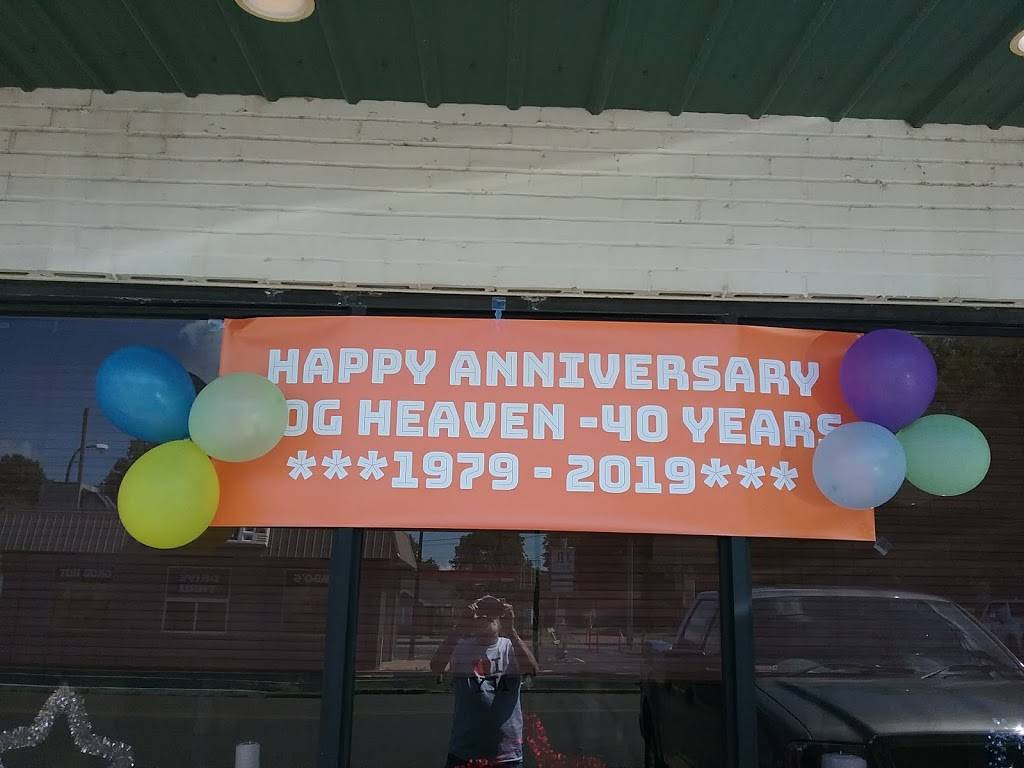 HAPPY ANNIVERSARY
OG HEAVEN -40 YEARS
***1979 - 2019***